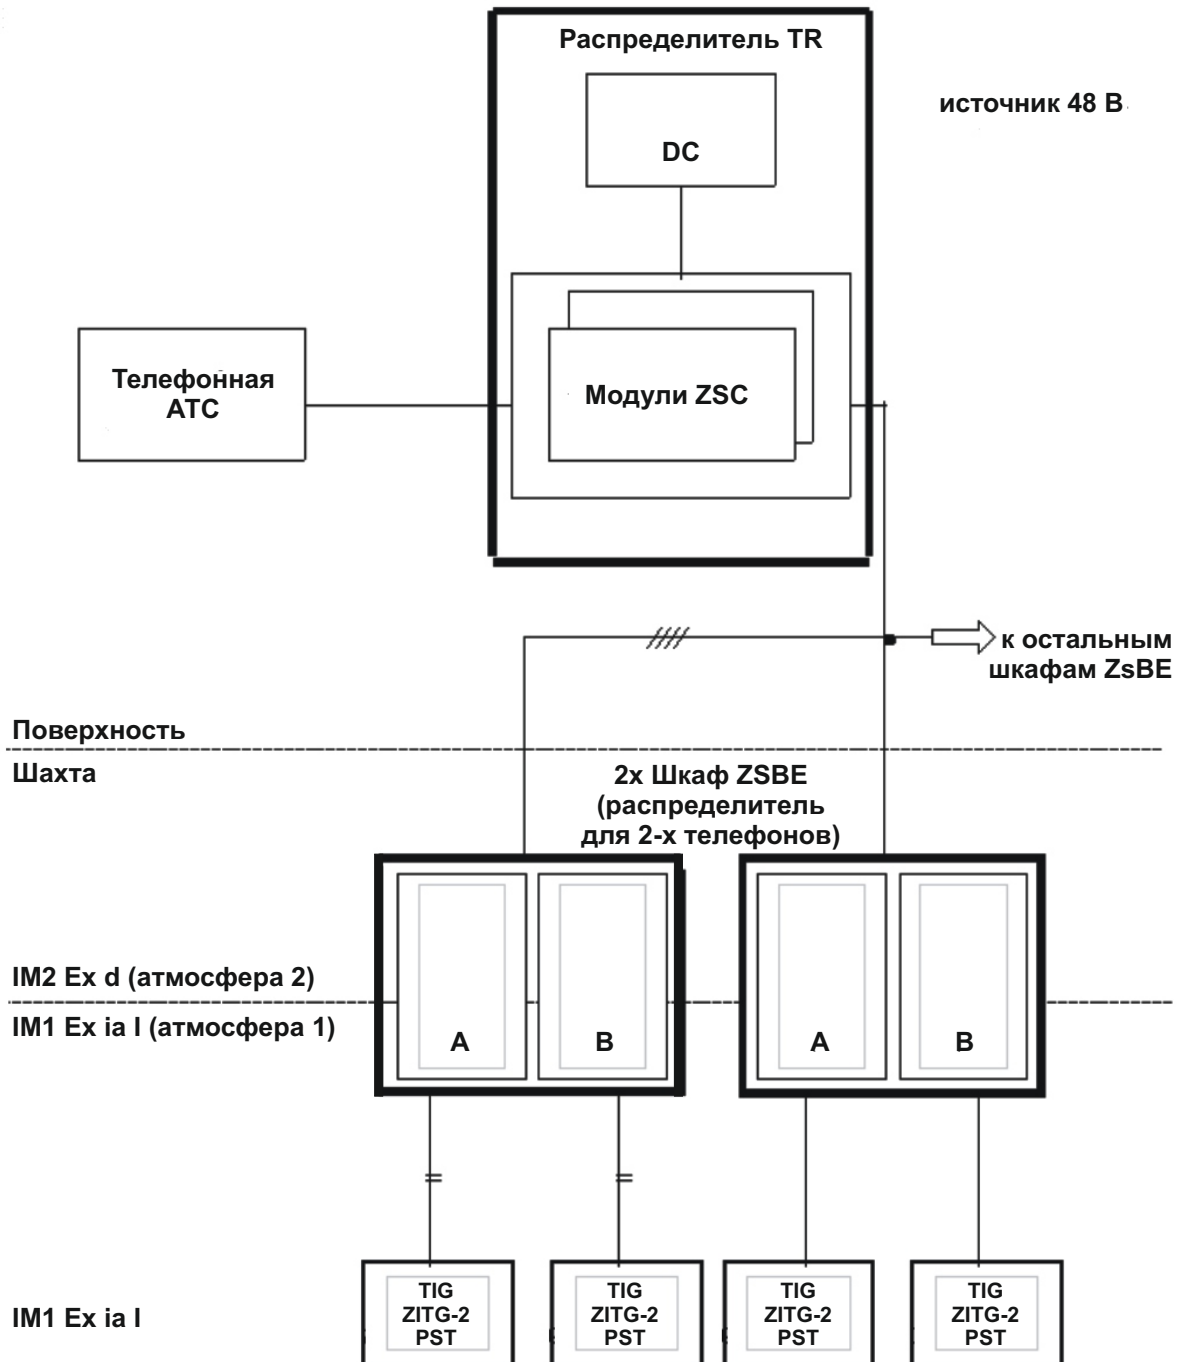 Распределитель TR
источник 48 В
DC
Телефонная
АТС
Модули ZSC
к остальным
шкафам ZsBE
Поверхность
Шахта
2х Шкаф ZSBE
(распределитель
для 2-х телефонов)
IM2 Ex d (атмосфера 2)
IM1 Ex ia I (атмосфера 1)
A
B
A
B
IM1 Ex ia I
TIG
ZITG-2
PST
TIG
ZITG-2
PST
TIG
ZITG-2
PST
TIG
ZITG-2
PST